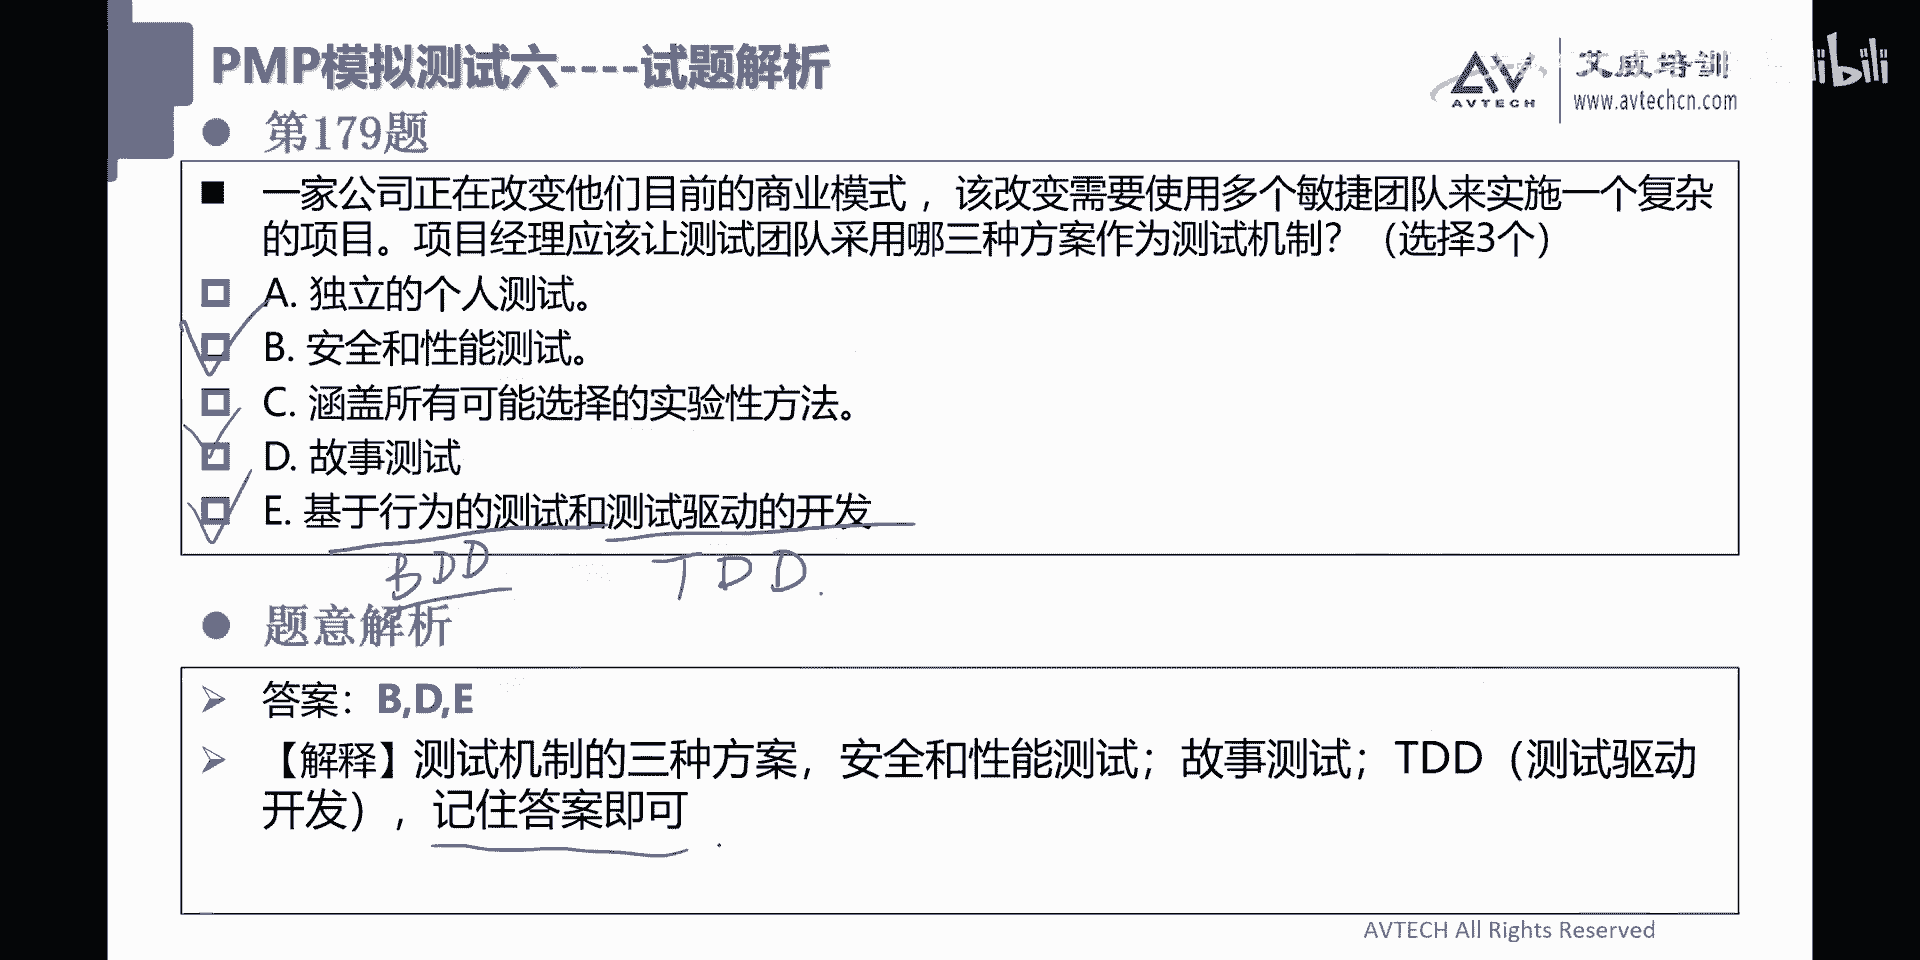 PMP模拟测试六----试题解析
AVTECH
艾威培训
www.avtechcn.com
第179题
一家公司正在改变他们目前的商业模式，该改变需要使用多个敏捷团队来实施一个复杂
的项目。项目经理应该让测试团队采用哪三种方案作为测试机制？（选择3个）
A. 独立的个人测试。
B. 安全和性能测试。
C. 涵盖所有可能选择的实验性方法。
D. 故事测试
E. 基于行为的测试和测试驱动的开发
BDD
TDD.
题意解析
答案：B,D,E
【解释】测试机制的三种方案，安全和性能测试；故事测试；TDD（测试驱动
开发），记住答案即可
AVTECH All Rights Reserved